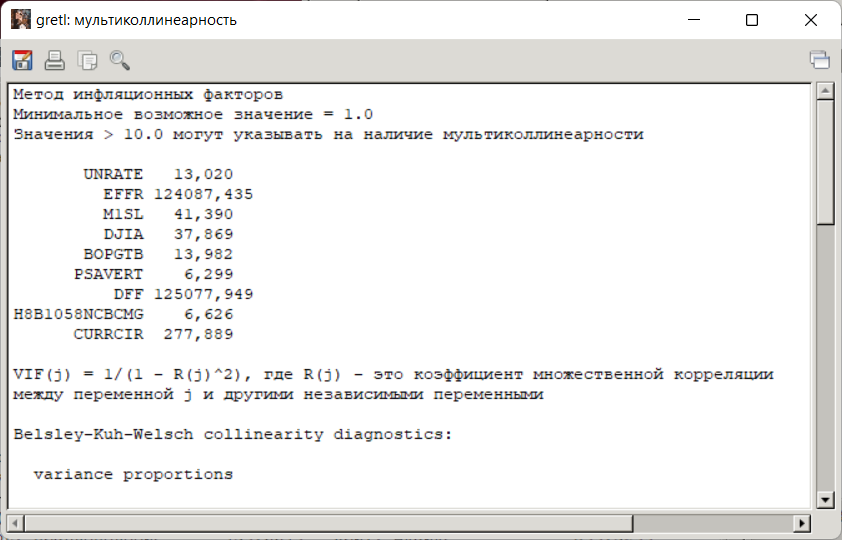 gretl: мультиколлинеарность
Метод инфляционных факторов
Минимальное возможное значение = 1.0
Значения > 10.0 могут указывать на наличие мультиколлинеарности
UNRATE 13,020
EFFR 124087,435
M1SL 41,390
DJIA 37,869
BOPGTB 13,982
PSAVERT 6,299
DFF 125077,949
H8B1058NCBCMG 6,626
CURRCIR 277,889
VIF(j) = 1/(1 - R(j)^2), где R(j) - это коэффициент множественной корреляции
между переменной j и другими независимыми переменными
Belsley-Kuh-Welsch collinearity diagnostics:
variance proportions